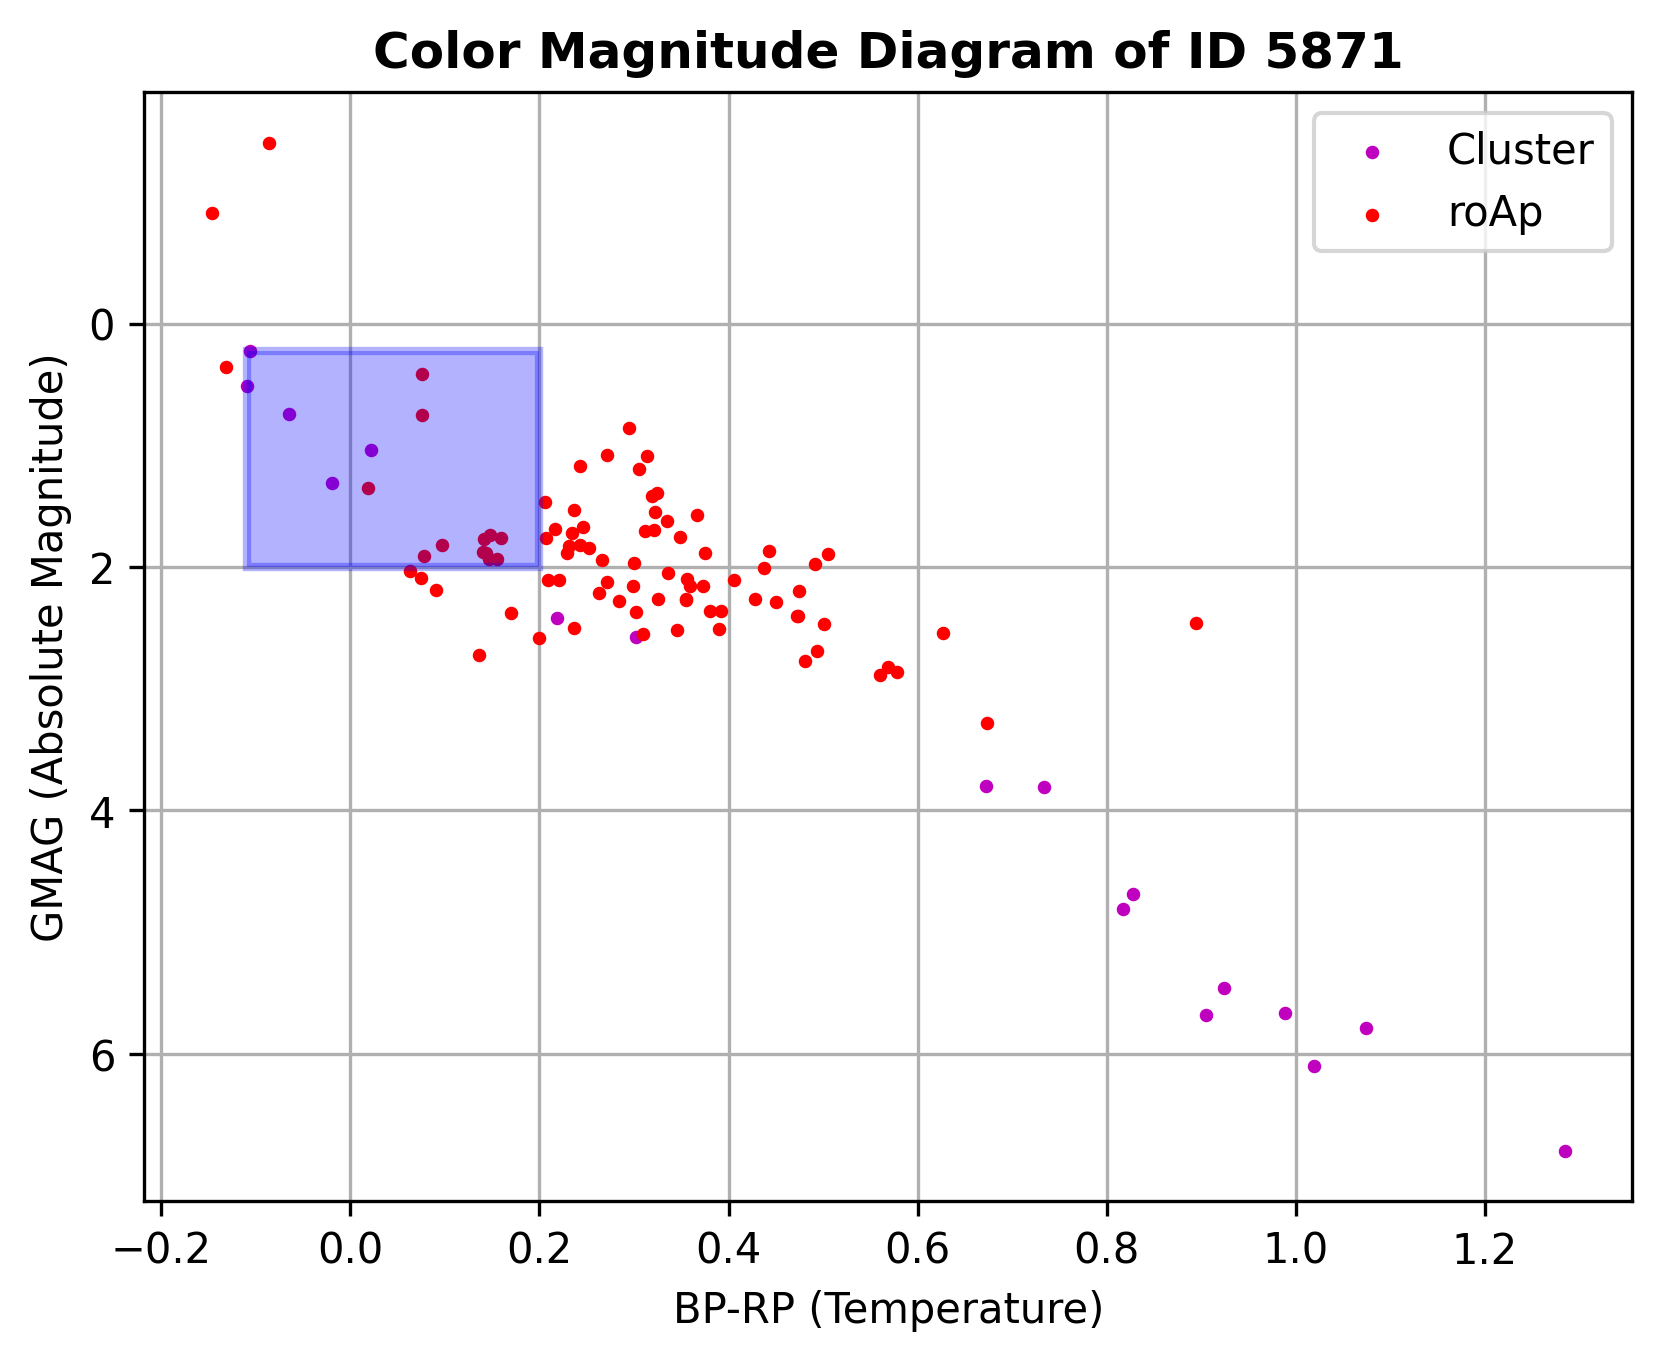 Color Magnitude Diagram of ID 5871
Cluster
roAp
GMAG (Absolute Magnitude)
0
2
4
6
−0.2
0.0
0.2
0.4
0.6
0.8
1.0
1.2
BP-RP (Temperature)